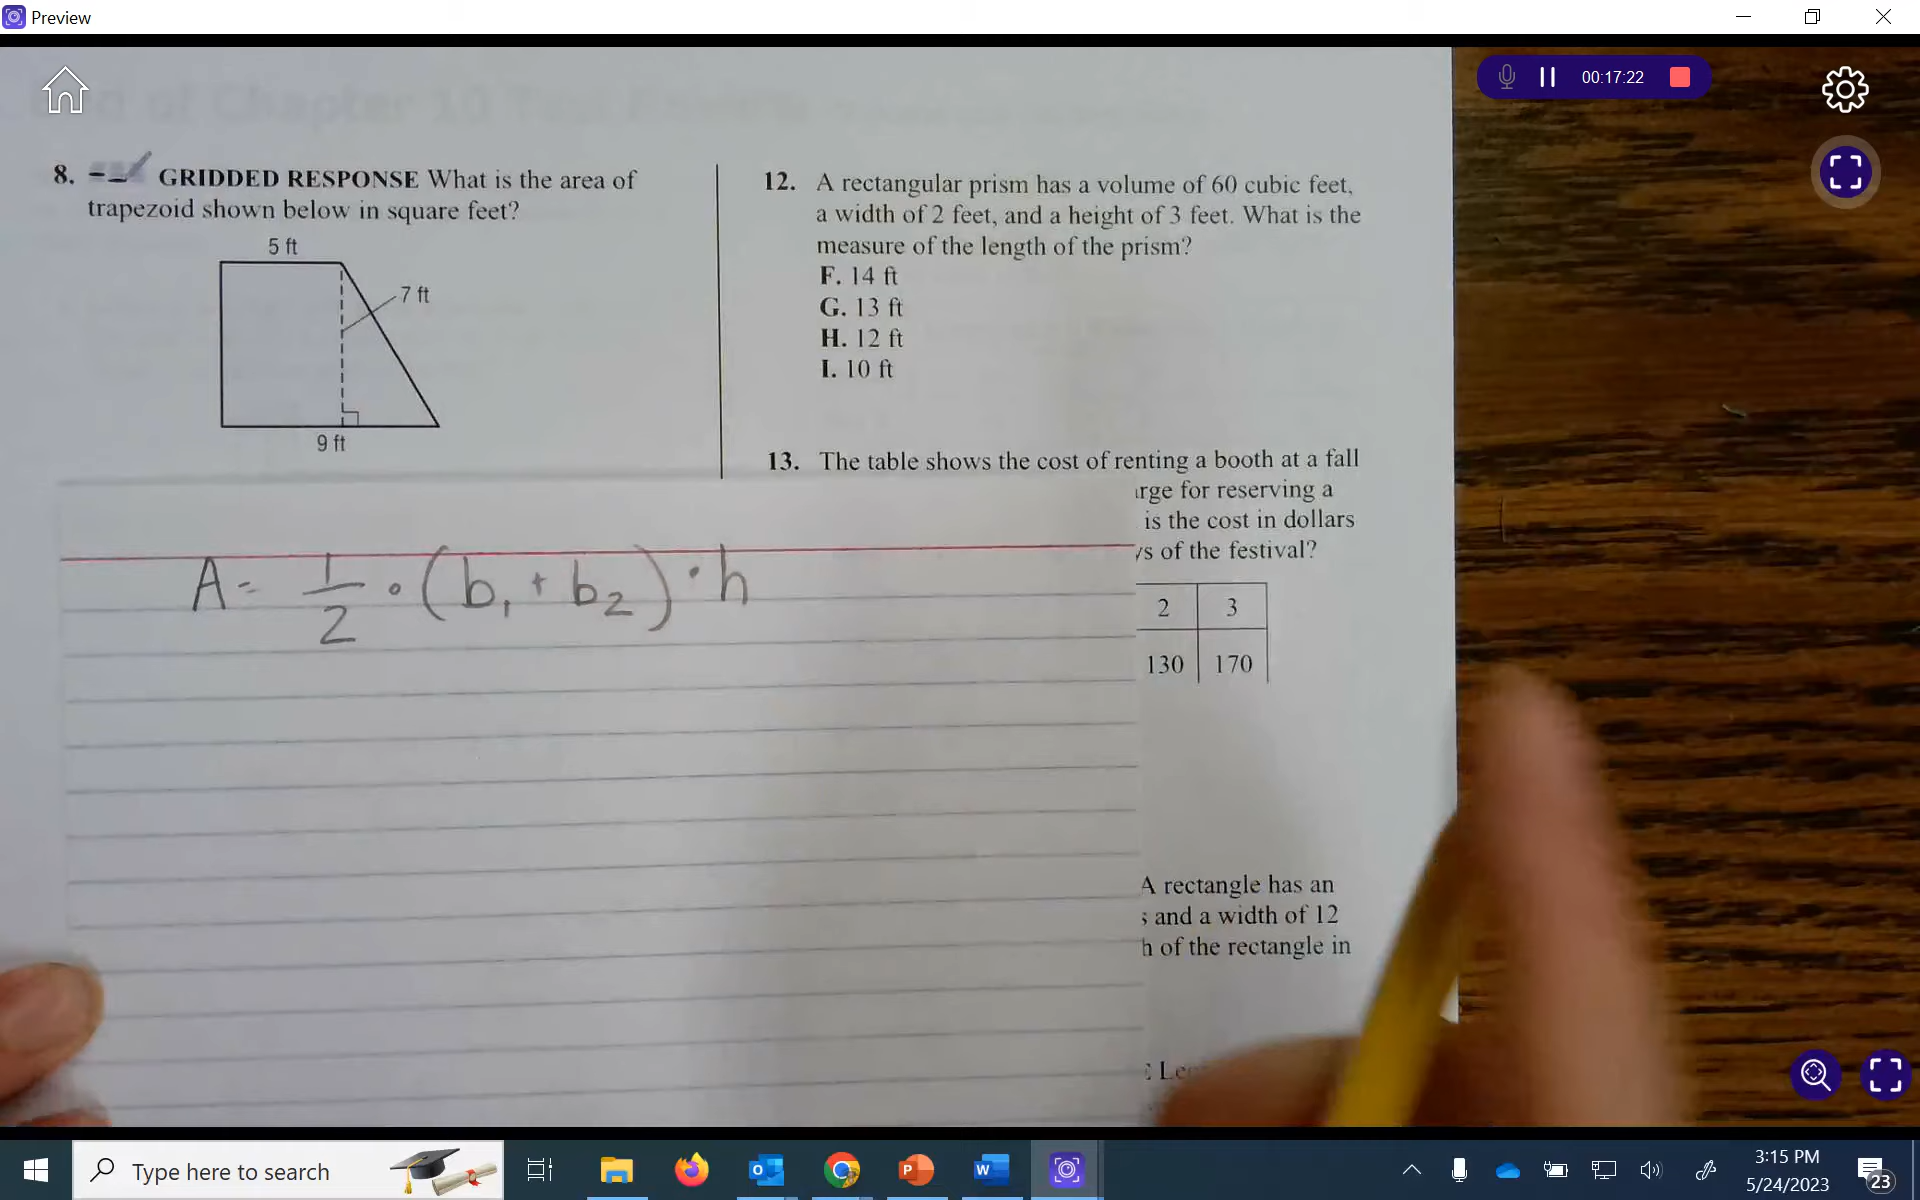 Preview
00:17:22
8. GRIDDED RESPONSE What is the area of
trapezoid shown below in square feet?
5 ft
7 ft
9 ft
12. A rectangular prism has a volume of 60 cubic feet,
a width of 2 feet, and a height of 3 feet. What is the
measure of the length of the prism?
F. 14 ft
G. 13 ft
H. 12 ft
I. 10 ft
13. The table shows the cost of renting a booth at a fall
rge for reserving a
is the cost in dollars
of the festival?
2 3
130 170
A = 1/2 • (b₁ + b₂) • h
A rectangle has an
and a width of 12
of the rectangle in
Type here to search
3:15 PM
5/24/2023
23